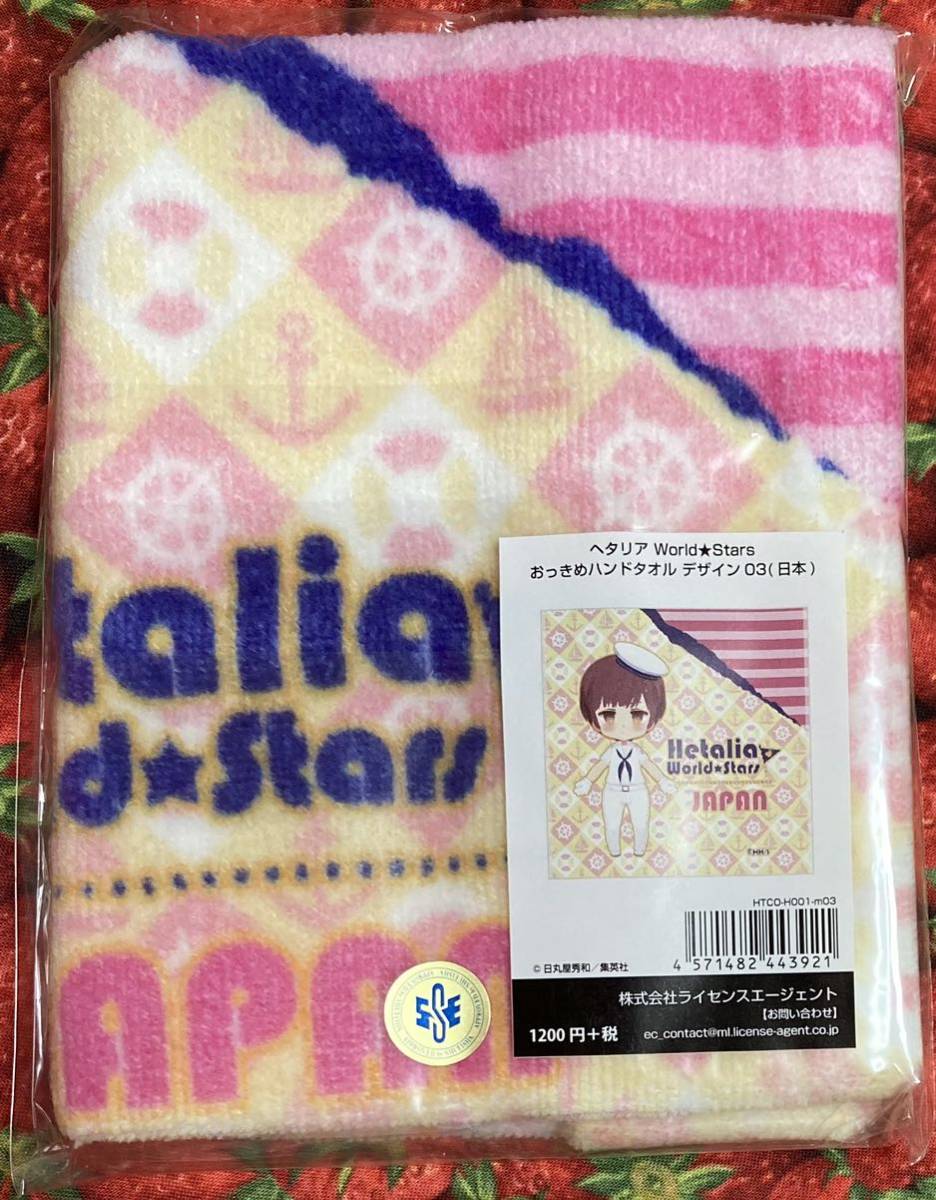 etalia
d★Stars
APAN
ヘタリア World★Stars
おっきめハンドタオル デザイン 03(日本)
Hetalia
World★Stars
JAPAN
HTCO-H001-m03
©日丸屋秀和/集英社
4 571482 443921
株式会社ライセンスエージェント
【お問い合わせ】
1200円+税
ec_contact@ml.license-agent.co.jp